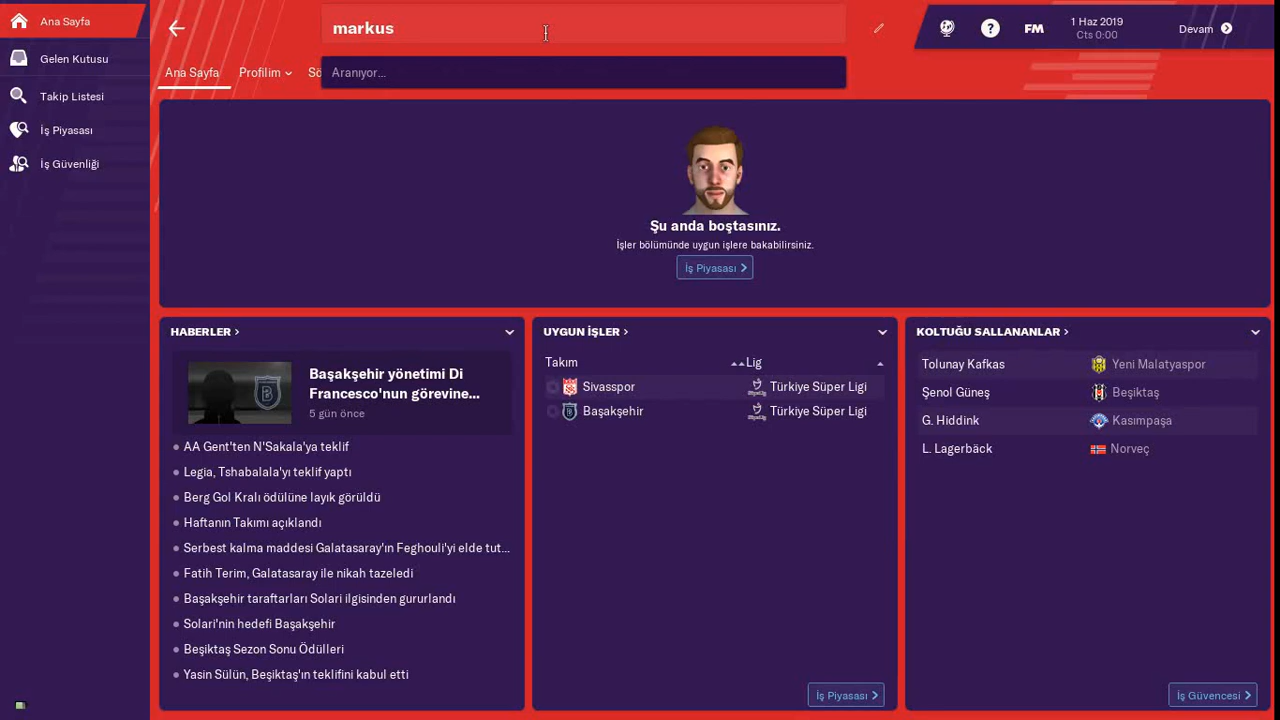 Ana Sayfa
Gelen Kutusu
Takip Listesi
İş Piyasası
İş Güvenliği
markus
1 Haz 2019
Cts 0:00
FM
Devam
Ana Sayfa
Profilim
Sö
Aranıyor...
Şu anda boştasınız.
İşler bölümünde uygun işlere bakabilirsiniz.
İş Piyasası
HABERLER
Başakşehir yönetimi Di
Francesco'nun görevine...
5 gün önce
AA Gent'ten N'Sakala'ya teklif
Legia, Tshabalala'yı teklif yaptı
Berg Gol Kralı ödülüne layık görüldü
Haftanın Takımı açıklandı
Serbest kalma maddesi Galatasaray'ın Feghouli'yi elde tut...
Fatih Terim, Galatasaray ile nikah tazeledi
Başakşehir taraftarları Solari ilgisinden gururlandı
Solari'nin hedefi Başakşehir
Beşiktaş Sezon Sonu Ödülleri
Yasin Sülün, Beşiktaş'ın teklifini kabul etti
UYGUN İŞLER
Takım Lig
Sivasspor Türkiye Süper Ligi
Başakşehir Türkiye Süper Ligi
İş Piyasası
KOLTUĞU SALLANANLAR
Tolunay Kafkas Yeni Malatyaspor
Şenol Güneş Beşiktaş
G. Hiddink Kasımpaşa
L. Lagerbäck Norveç
İş Güvencesi